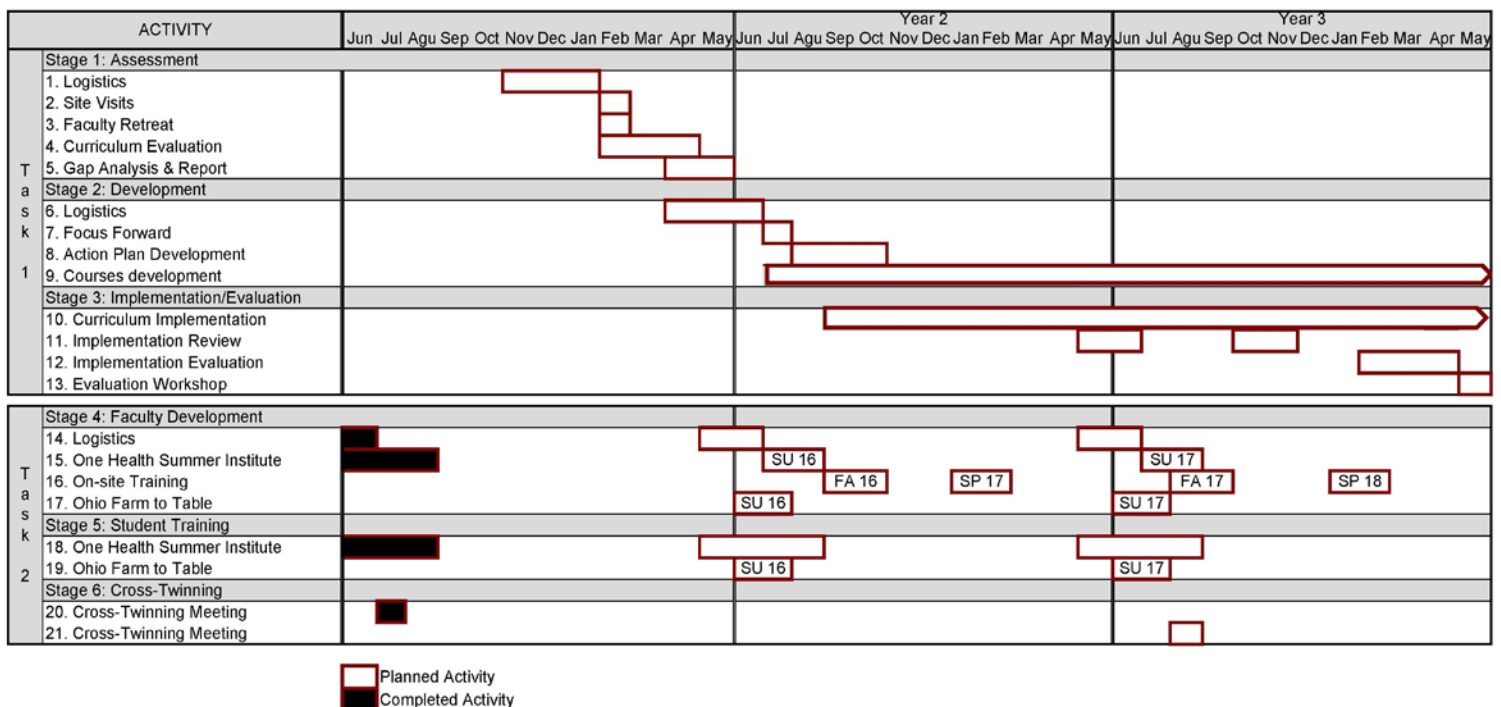 ACTIVITY
Year 2
Year 3
Jun Jul Agu Sep Oct Nov Dec Jan Feb Mar Apr May Jun Jul Agu Sep Oct Nov Dec Jan Feb Mar Apr May Jun Jul Agu Sep Oct Nov Dec Jan Feb Mar Apr May
Task 1
Stage 1: Assessment
1. Logistics
2. Site Visits
3. Faculty Retreat
4. Curriculum Evaluation
5. Gap Analysis & Report
Stage 2: Development
6. Logistics
7. Focus Forward
8. Action Plan Development
9. Courses development
Stage 3: Implementation/Evaluation
10. Curriculum Implementation
11. Implementation Review
12. Implementation Evaluation
13. Evaluation Workshop
Task 2
Stage 4: Faculty Development
14. Logistics
15. One Health Summer Institute SU 16 SU 17
16. On-site Training FA 16 SP 17 FA 17 SP 18
17. Ohio Farm to Table SU 16 SU 17
Stage 5: Student Training
18. One Health Summer Institute
19. Ohio Farm to Table SU 16 SU 17
Stage 6: Cross-Twinning
20. Cross-Twinning Meeting
21. Cross-Twinning Meeting
Planned Activity
Completed Activity